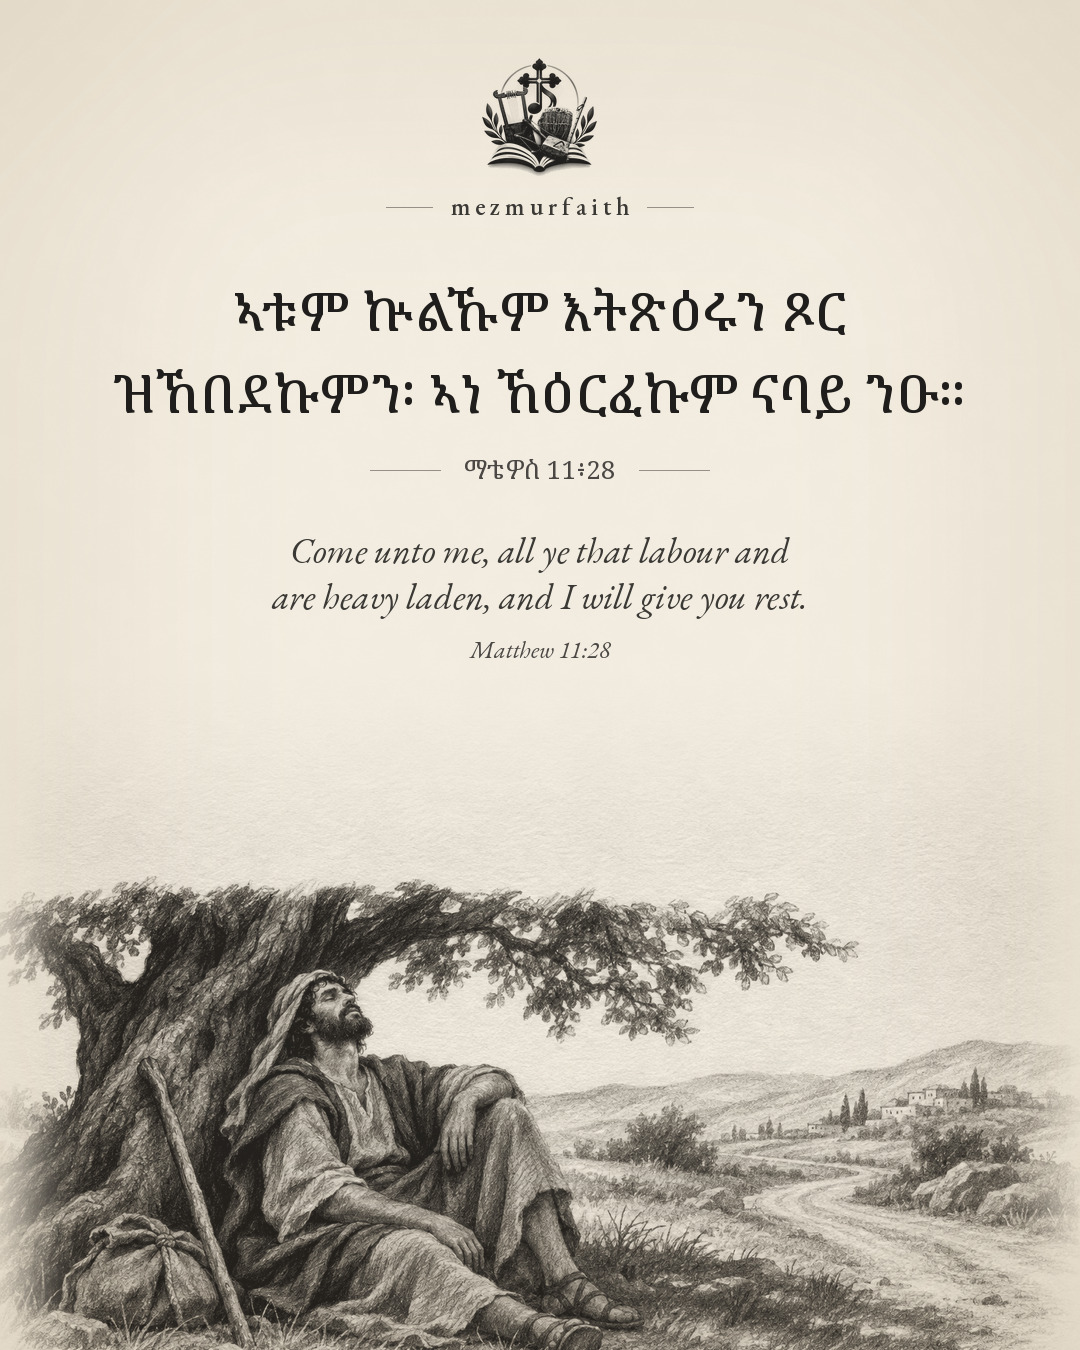 mezmurfaith
ኣቱም ኵልኹም እትጽዕሩን ጾር
ዝኸበደኩምን፡ ኣነ ኸዕርፈኩም ናባይ ንዑ።
ማቴዎስ 11፥28
Come unto me, all ye that labour and
are heavy laden, and I will give you rest.
Matthew 11:28